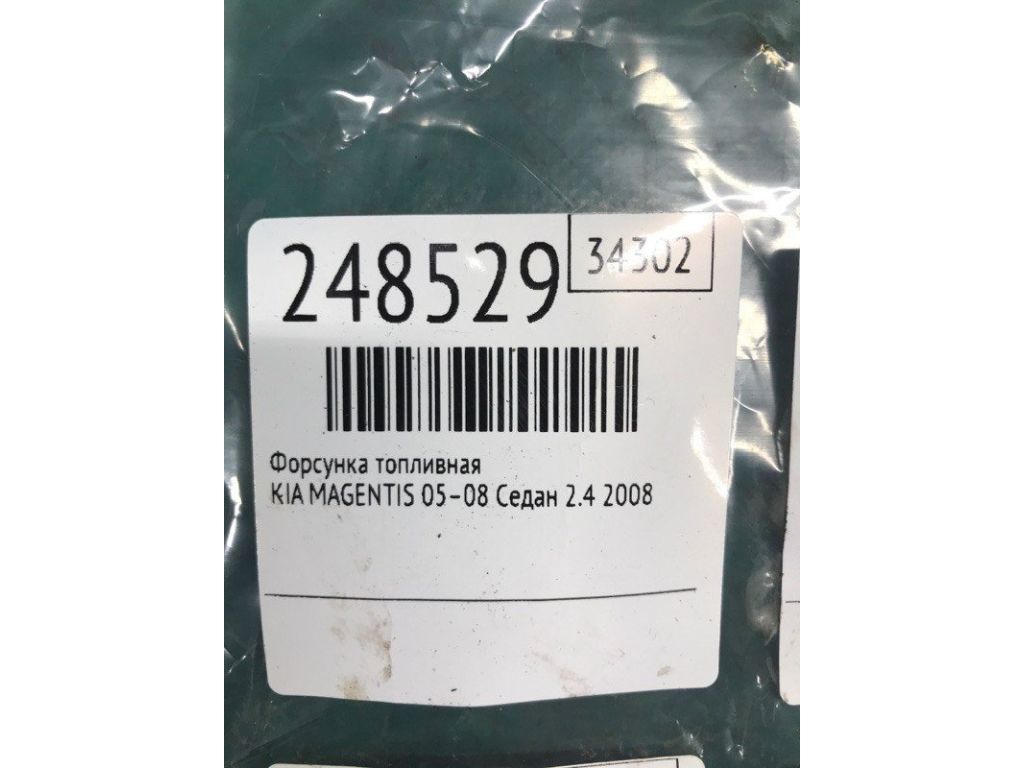 248529
34302
Форсунка топливная
KIA MAGENTIS 05-08 Седан 2.4 2008